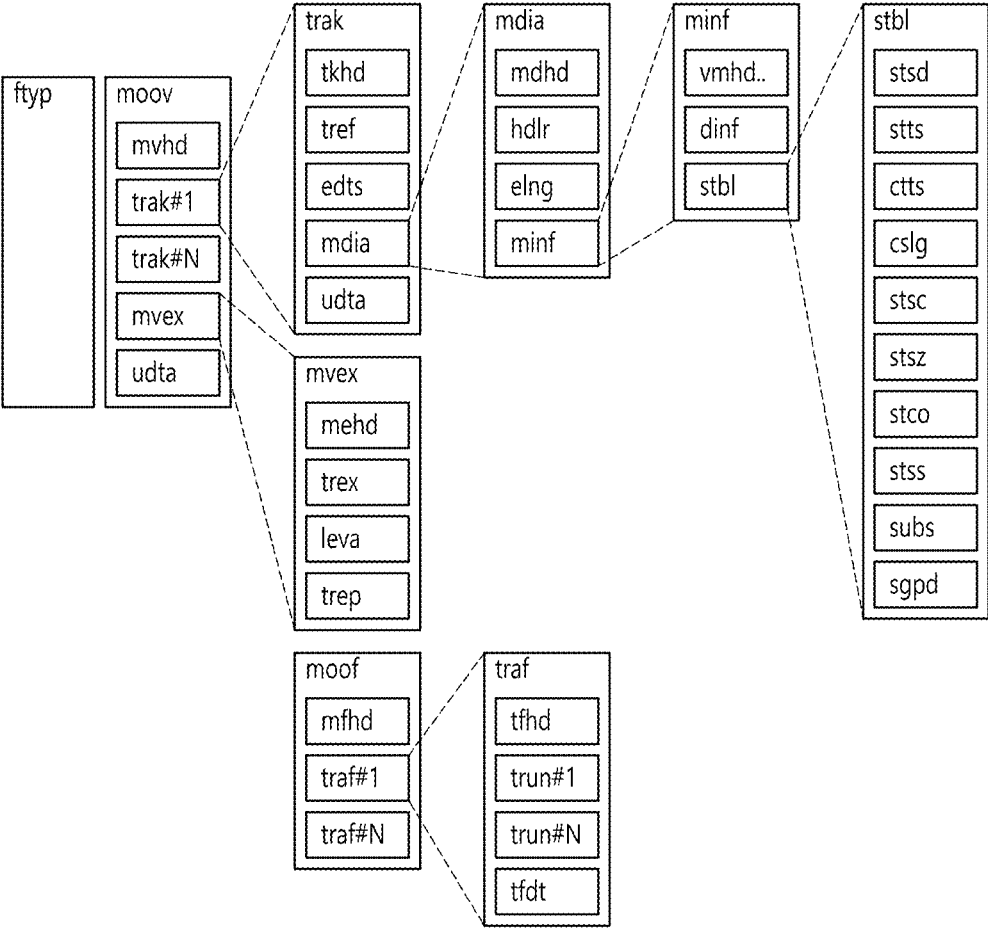 ftyp
moov
mvhd
trak#1
trak#N
mvex
udta
trak
tkhd
tref
edts
mdia
udta
mdia
mdhd
hdlr
elng
minf
minf
vmhd..
dinf
stbl
stbl
stsd
stts
ctts
cslg
stsc
stsz
stco
stss
subs
sgpd
mvex
mehd
trex
leva
trep
moof
mfhd
traf#1
traf#N
traf
tfhd
trun#1
trun#N
tfdt